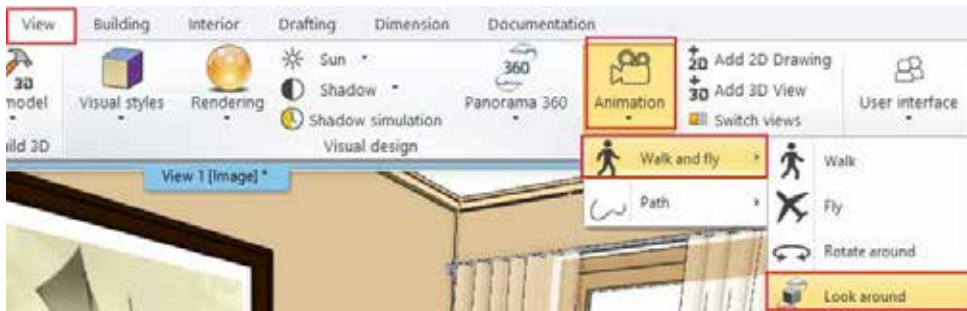 View Building Interior Drafting Dimension Documentation
3D
model
Visual styles
Rendering
Sun
Shadow
Shadow simulation
360
Panorama 360
Animation
2D Add 2D Drawing
3D Add 3D View
Switch views
User interface
ild 3D
Visual design
View 1 [Image] *
Walk and fly
Path
Walk
Fly
Rotate around
Look around